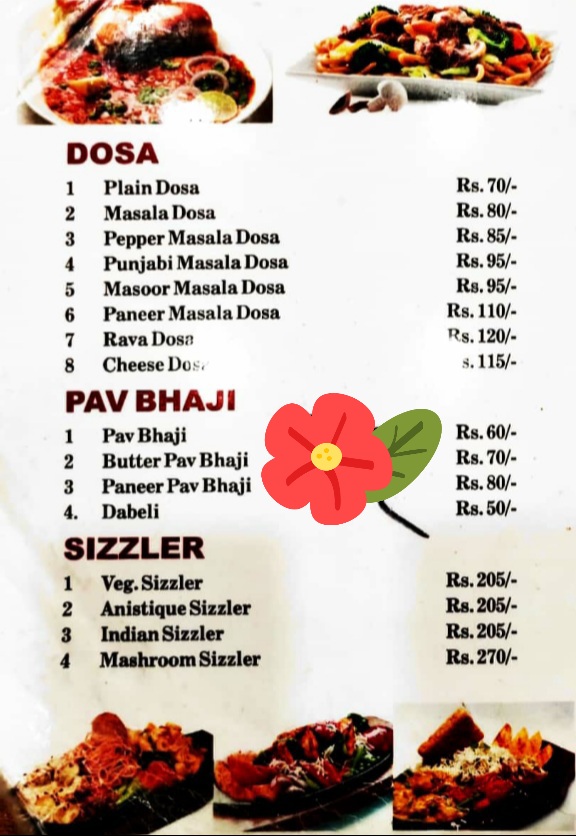 DOSA
1 Plain Dosa Rs. 70/-
2 Masala Dosa Rs. 80/-
3 Pepper Masala Dosa Rs. 85/-
4 Punjabi Masala Dosa Rs. 95/-
5 Masoor Masala Dosa Rs. 95/-
6 Paneer Masala Dosa Rs. 110/-
7 Rava Dosa Rs. 120/-
8 Cheese Dosa s. 115/-
PAV BHAJI
1 Pav Bhaji Rs. 60/-
2 Butter Pav Bhaji Rs. 70/-
3 Paneer Pav Bhaji Rs. 80/-
4. Dabeli Rs. 50/-
SIZZLER
1 Veg. Sizzler Rs. 205/-
2 Anistique Sizzler Rs. 205/-
3 Indian Sizzler Rs. 205/-
4 Mashroom Sizzler Rs. 270/-